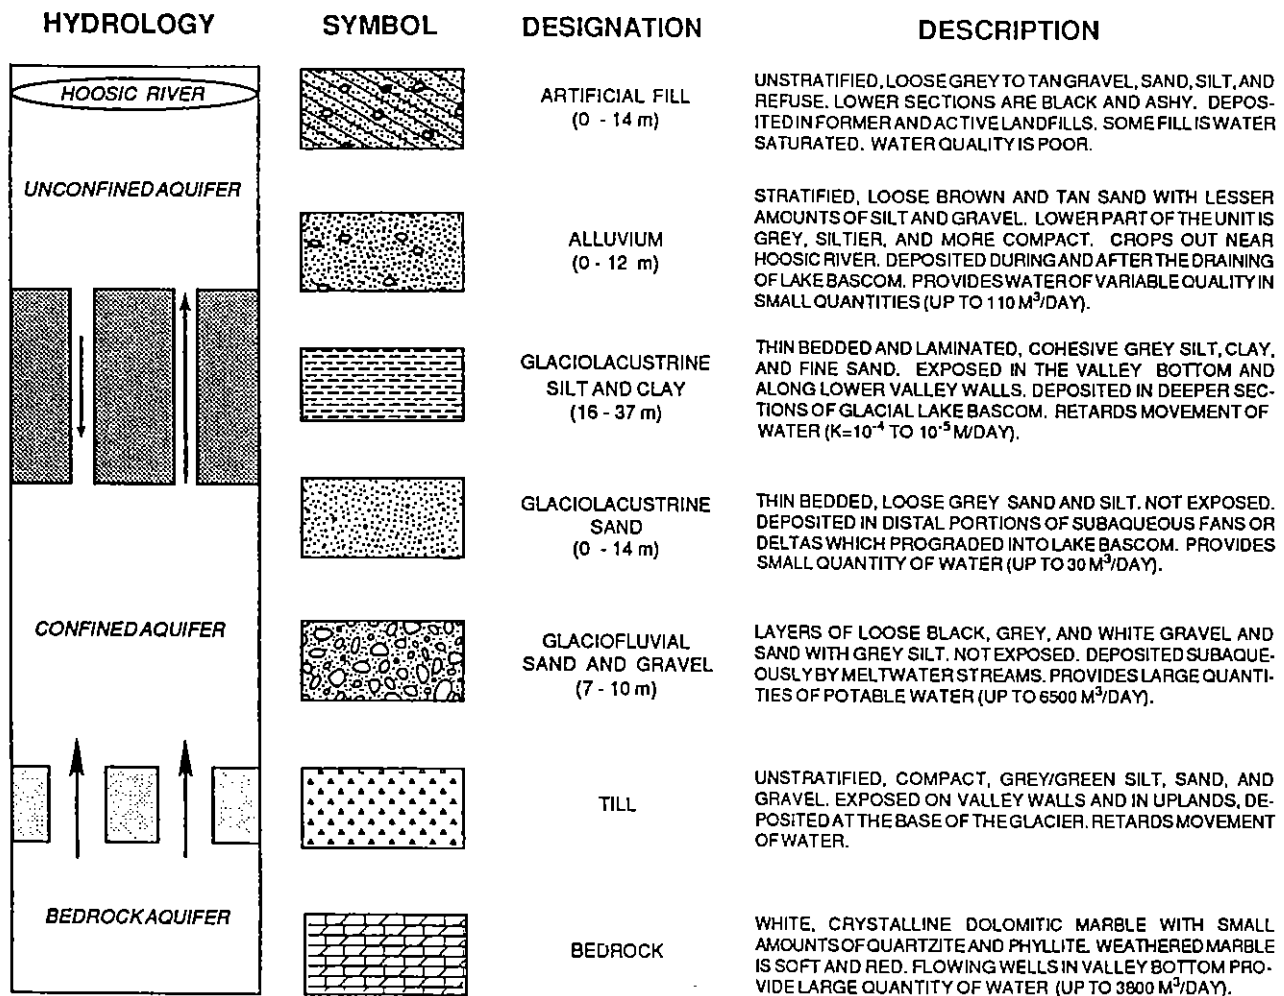 HYDROLOGY SYMBOL DESIGNATION DESCRIPTION
HOOSIC RIVER
UNCONFINED AQUIFER
CONFINED AQUIFER
BEDROCK AQUIFER
ARTIFICIAL FILL
(0 - 14 m)
UNSTRATIFIED, LOOSE GREY TO TAN GRAVEL, SAND, SILT, AND
REFUSE. LOWER SECTIONS ARE BLACK AND ASHY. DEPOS-
ITED IN FORMER AND ACTIVE LANDFILLS. SOME FILL IS WATER
SATURATED. WATER QUALITY IS POOR.
ALLUVIUM
(0 - 12 m)
STRATIFIED, LOOSE BROWN AND TAN SAND WITH LESSER
AMOUNTS OF SILT AND GRAVEL. LOWER PART OF THE UNIT IS
GREY, SILTIER, AND MORE COMPACT. CROPS OUT NEAR
HOOSIC RIVER. DEPOSITED DURING AND AFTER THE DRAINING
OF LAKE BASCOM. PROVIDES WATER OF VARIABLE QUALITY IN
SMALL QUANTITIES (UP TO 110 M³/DAY).
GLACIOLACUSTRINE
SILT AND CLAY
(16 - 37 m)
THIN BEDDED AND LAMINATED, COHESIVE GREY SILT, CLAY,
AND FINE SAND. EXPOSED IN THE VALLEY BOTTOM AND
ALONG LOWER VALLEY WALLS. DEPOSITED IN DEEPER SEC-
TIONS OF GLACIAL LAKE BASCOM. RETARDS MOVEMENT OF
WATER (K=10⁻⁴ TO 10⁻⁵ M/DAY).
GLACIOLACUSTRINE
SAND
(0 - 14 m)
THIN BEDDED, LOOSE GREY SAND AND SILT. NOT EXPOSED.
DEPOSITED IN DISTAL PORTIONS OF SUBAQUEOUS FANS OR
DELTAS WHICH PROGRADED INTO LAKE BASCOM. PROVIDES
SMALL QUANTITY OF WATER (UP TO 30 M³/DAY).
GLACIOFLUVIAL
SAND AND GRAVEL
(7 - 10 m)
LAYERS OF LOOSE BLACK, GREY, AND WHITE GRAVEL AND
SAND WITH GREY SILT. NOT EXPOSED. DEPOSITED SUBAQUE-
OUSLY BY MELTWATER STREAMS. PROVIDES LARGE QUANTI-
TIES OF POTABLE WATER (UP TO 6500 M³/DAY).
TILL
UNSTRATIFIED, COMPACT, GREY/GREEN SILT, SAND, AND
GRAVEL. EXPOSED ON VALLEY WALLS AND IN UPLANDS, DE-
POSITED AT THE BASE OF THE GLACIER. RETARDS MOVEMENT
OF WATER.
BEDROCK
WHITE, CRYSTALLINE DOLOMITIC MARBLE WITH SMALL
AMOUNTS OF QUARTZITE AND PHYLLITE. WEATHERED MARBLE
IS SOFT AND RED. FLOWING WELLS IN VALLEY BOTTOM PRO-
VIDE LARGE QUANTITY OF WATER (UP TO 3800 M³/DAY).